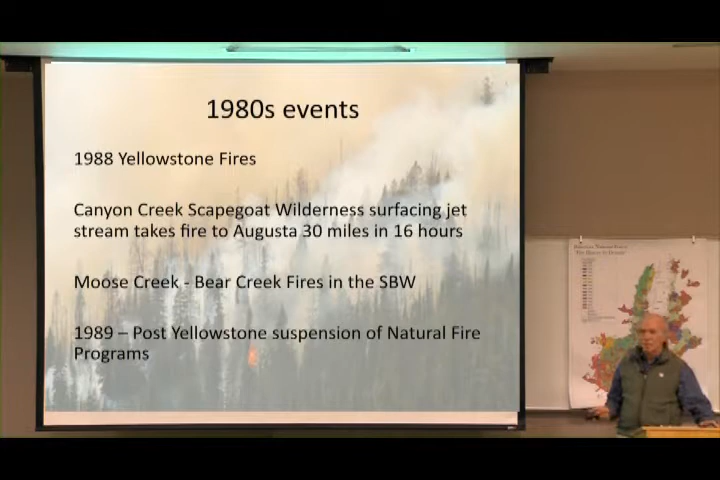 1980s events
1988 Yellowstone Fires
Canyon Creek Scapegoat Wilderness surfacing jet
stream takes fire to Augusta 30 miles in 16 hours
Moose Creek - Bear Creek Fires in the SBW
1989 – Post Yellowstone suspension of Natural Fire
Programs